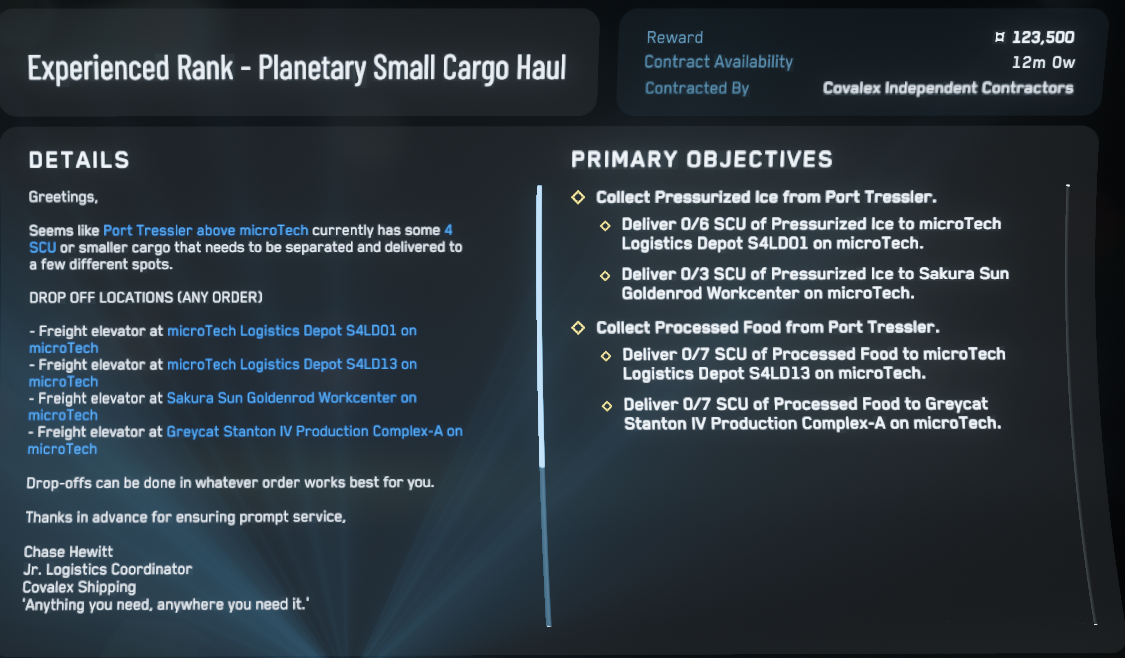 Experienced Rank - Planetary Small Cargo Haul
Reward
¤ 123,500
Contract Availability
12m 0w
Contracted By
Covalex Independent Contractors
DETAILS
Greetings,
Seems like Port Tressler above microTech currently has some 4
SCU or smaller cargo that needs to be separated and delivered to
a few different spots.
DROP OFF LOCATIONS (ANY ORDER)
- Freight elevator at microTech Logistics Depot S4LD01 on
microTech
- Freight elevator at microTech Logistics Depot S4LD13 on
microTech
- Freight elevator at Sakura Sun Goldenrod Workcenter on
microTech
- Freight elevator at Greycat Stanton IV Production Complex-A on
microTech
Drop-offs can be done in whatever order works best for you.
Thanks in advance for ensuring prompt service,
Chase Hewitt
Jr. Logistics Coordinator
Covalex Shipping
'Anything you need, anywhere you need it.'
PRIMARY OBJECTIVES
Collect Pressurized Ice from Port Tressler.
Deliver 0/6 SCU of Pressurized Ice to microTech
Logistics Depot S4LD01 on microTech.
Deliver 0/3 SCU of Pressurized Ice to Sakura Sun
Goldenrod Workcenter on microTech.
Collect Processed Food from Port Tressler.
Deliver 0/7 SCU of Processed Food to microTech
Logistics Depot S4LD13 on microTech.
Deliver 0/7 SCU of Processed Food to Greycat
Stanton IV Production Complex-A on microTech.